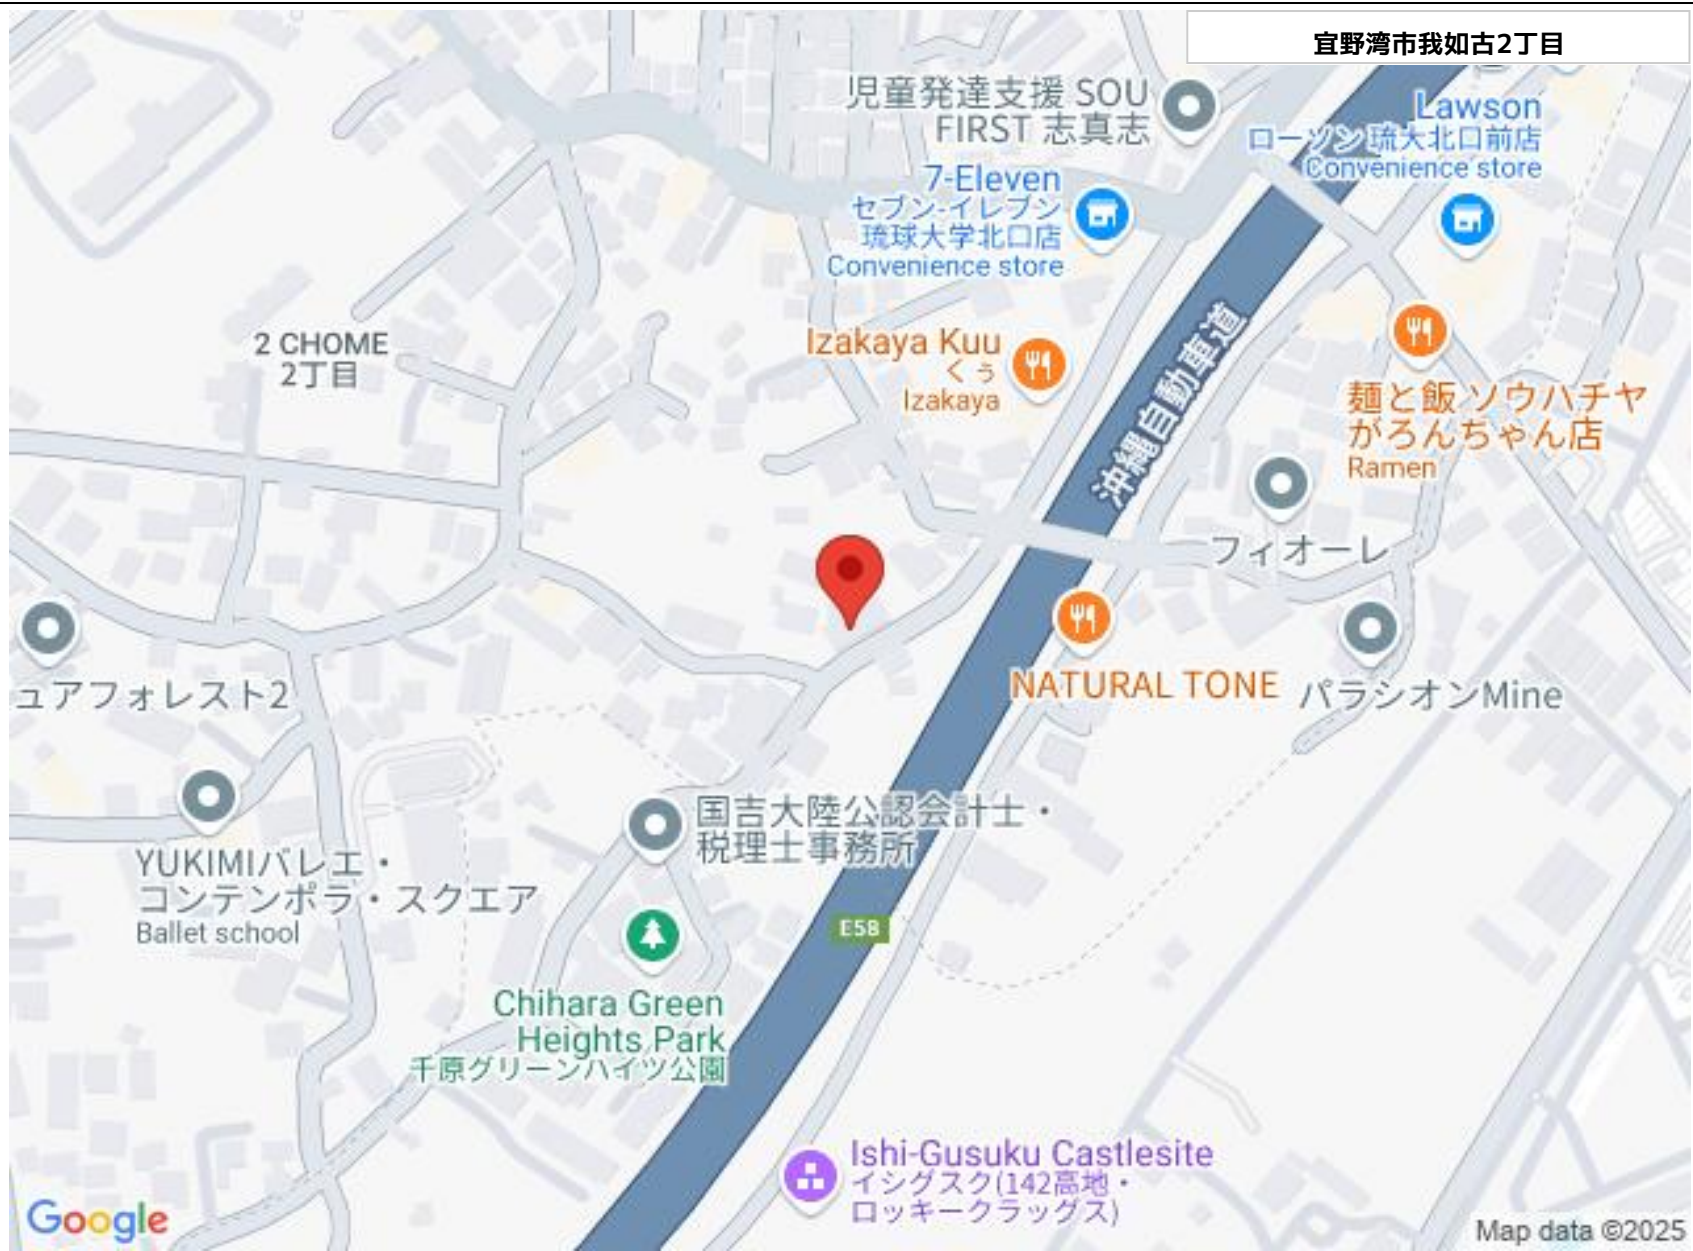 宜野湾市我如古2丁目
児童発達支援 SOU
FIRST 志真志
Lawson
ローソン 琉大北口前店
Convenience store
7-Eleven
セブン-イレブン
琉球大学北口店
Convenience store
2 CHOME
2丁目
Izakaya Kuu
くぅ
Izakaya
沖縄自動車道
麺と飯 ソウハチヤ
がろんちゃん店
Ramen
フィオーレ
NATURAL TONE
パラシオンMine
ュアフォレスト2
国吉大陸公認会計士・
税理士事務所
YUKIMIバレエ・
コンテンポラ・スクエア
Ballet school
E58
Chihara Green
Heights Park
千原グリーンハイツ公園
Ishi-Gusuku Castlesite
イシグスク(142高地・
ロッキークラッグス)
Google
Map data ©2025